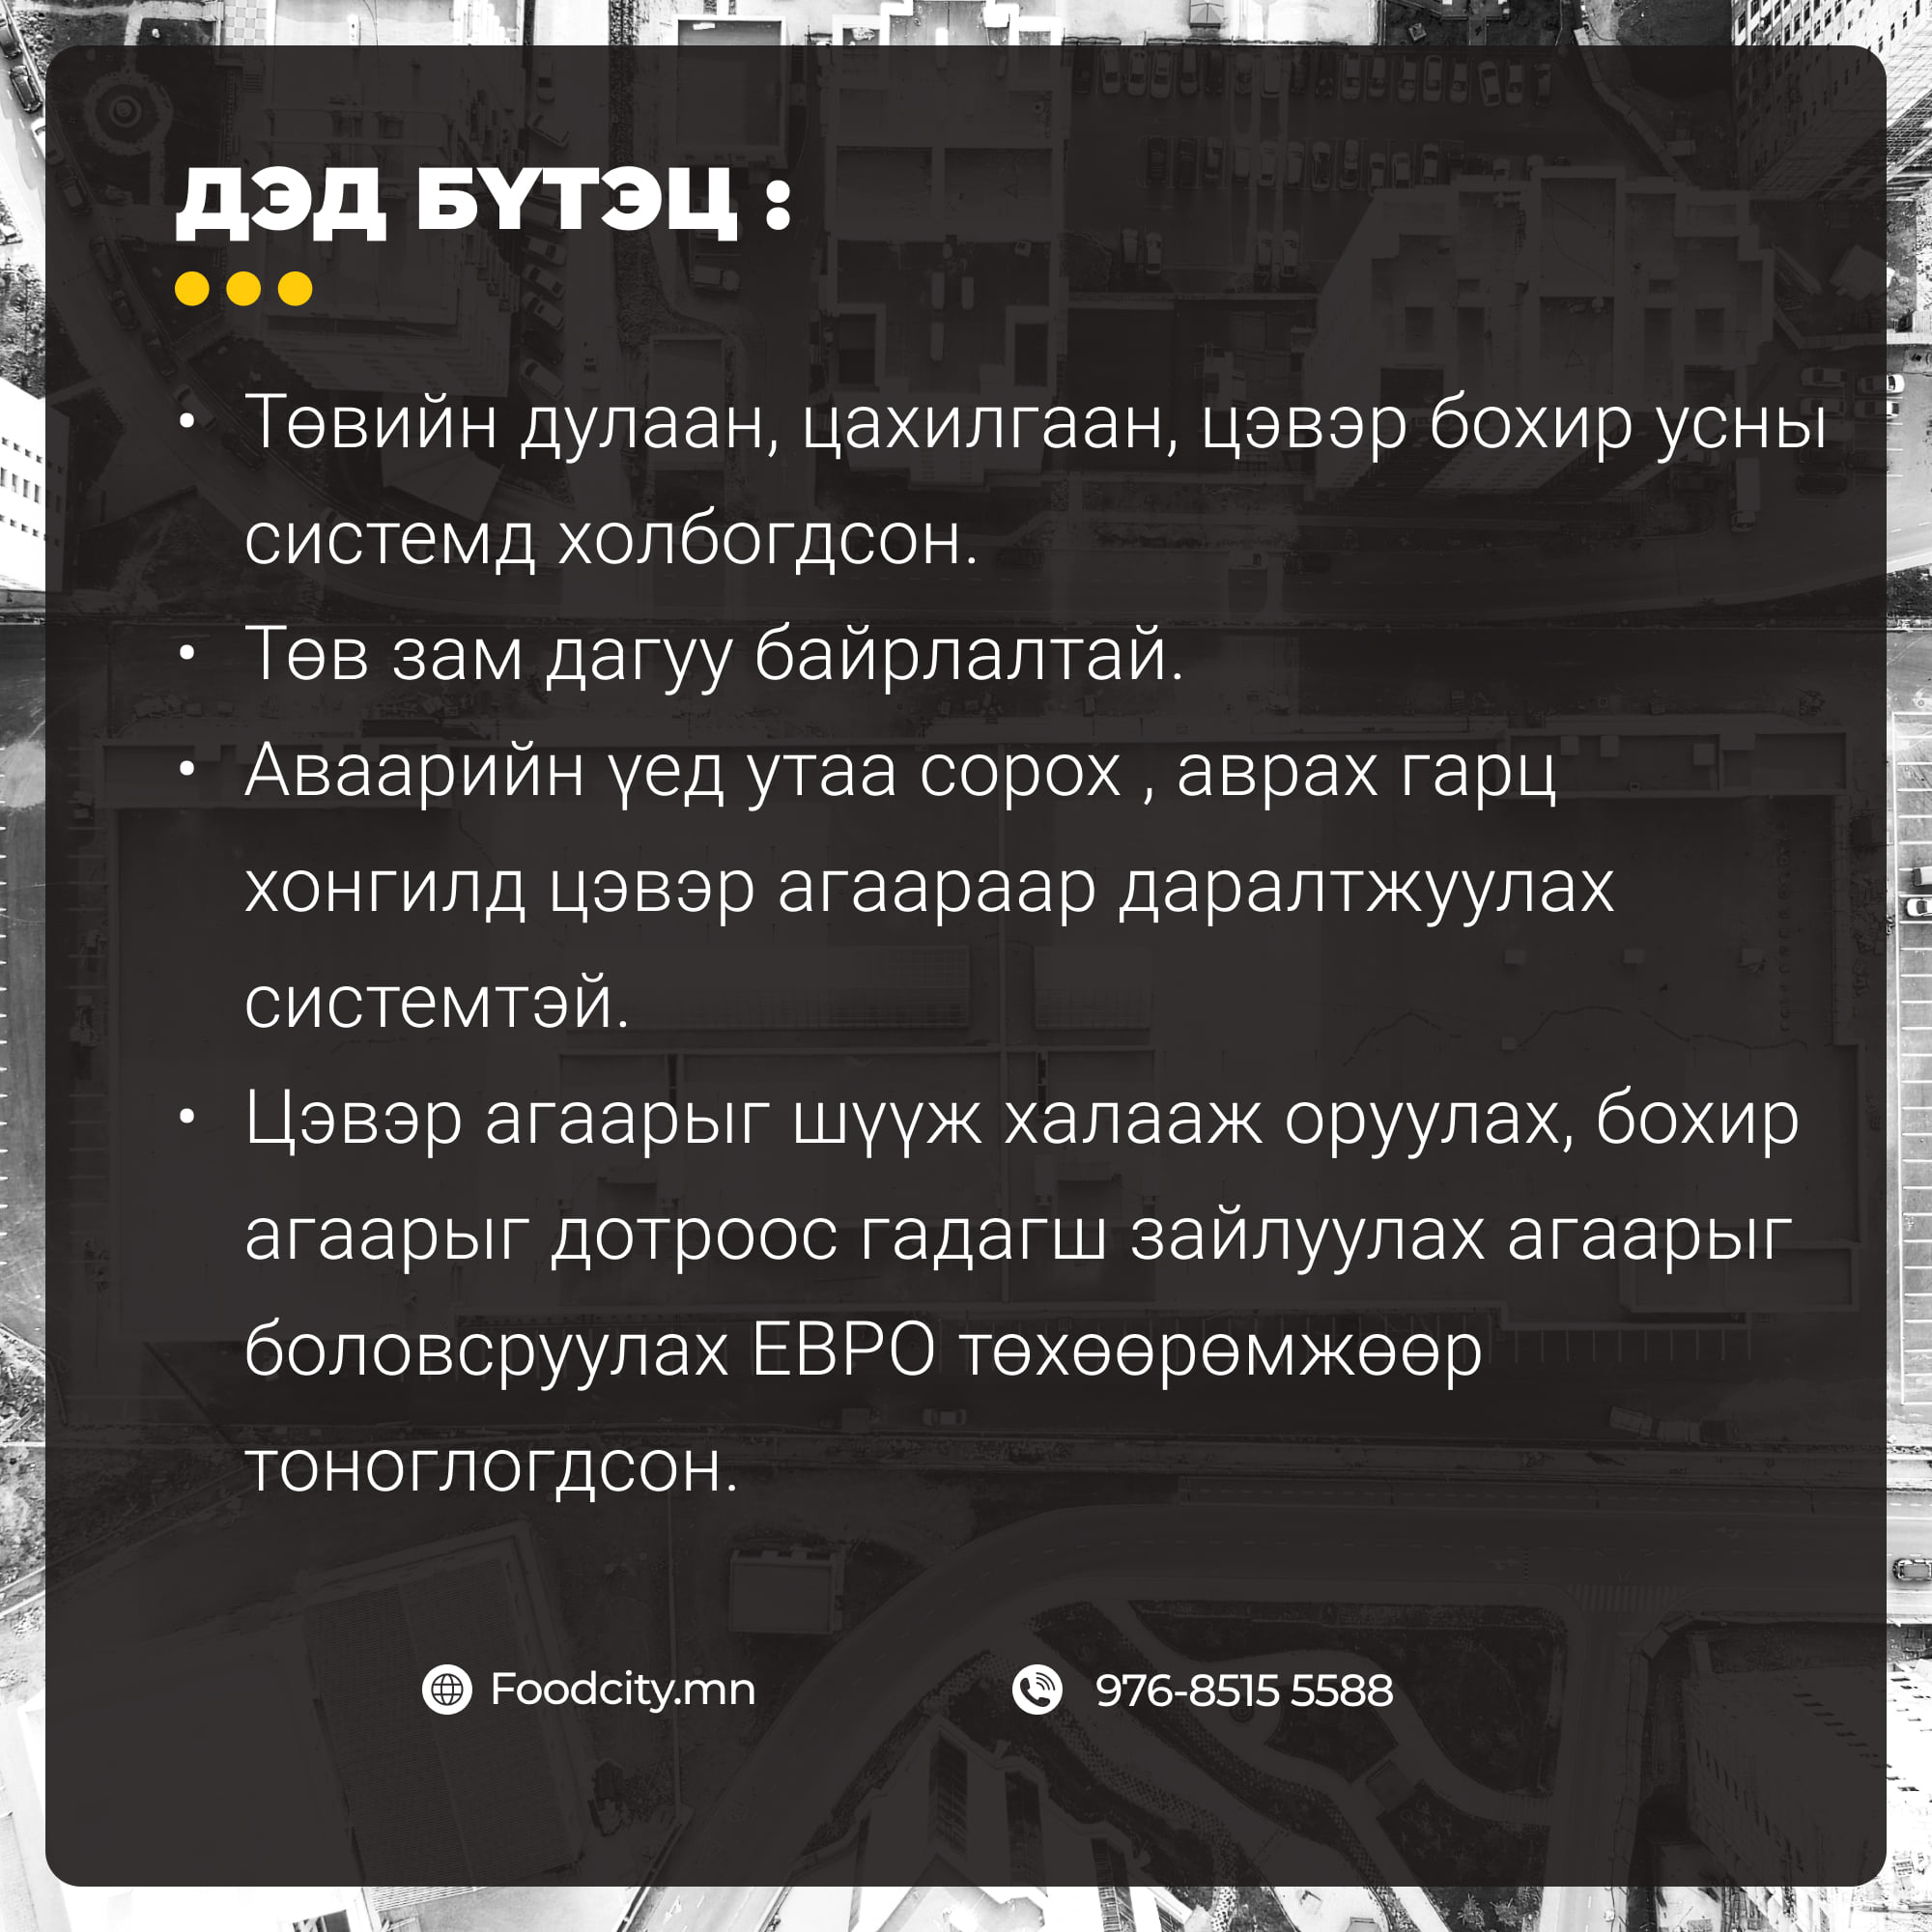 ДЭД БҮТЭЦ :
• Төвийн дулаан, цахилгаан, цэвэр бохир усны
системд холбогдсон.
• Төв зам дагуу байрлалтай.
• Аваарийн үед утаа сорох , аврах гарц
хонгилд цэвэр агаараар даралтжуулах
системтэй.
• Цэвэр агаарыг шүүж халааж оруулах, бохир
агаарыг дотроос гадагш зайлуулах агаарыг
боловсруулах ЕВРО төхөөрөмжөөр
тоноглогдсон.
Foodcity.mn
976-8515 5588